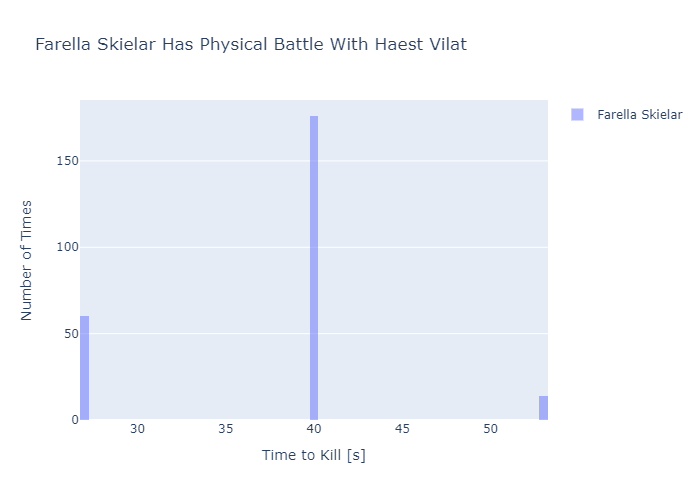 Farella Skielar Has Physical Battle With Haest Vilat
Farella Skielar
150
100
50
0
Number of Times
30 35 40 45 50
Time to Kill [s]